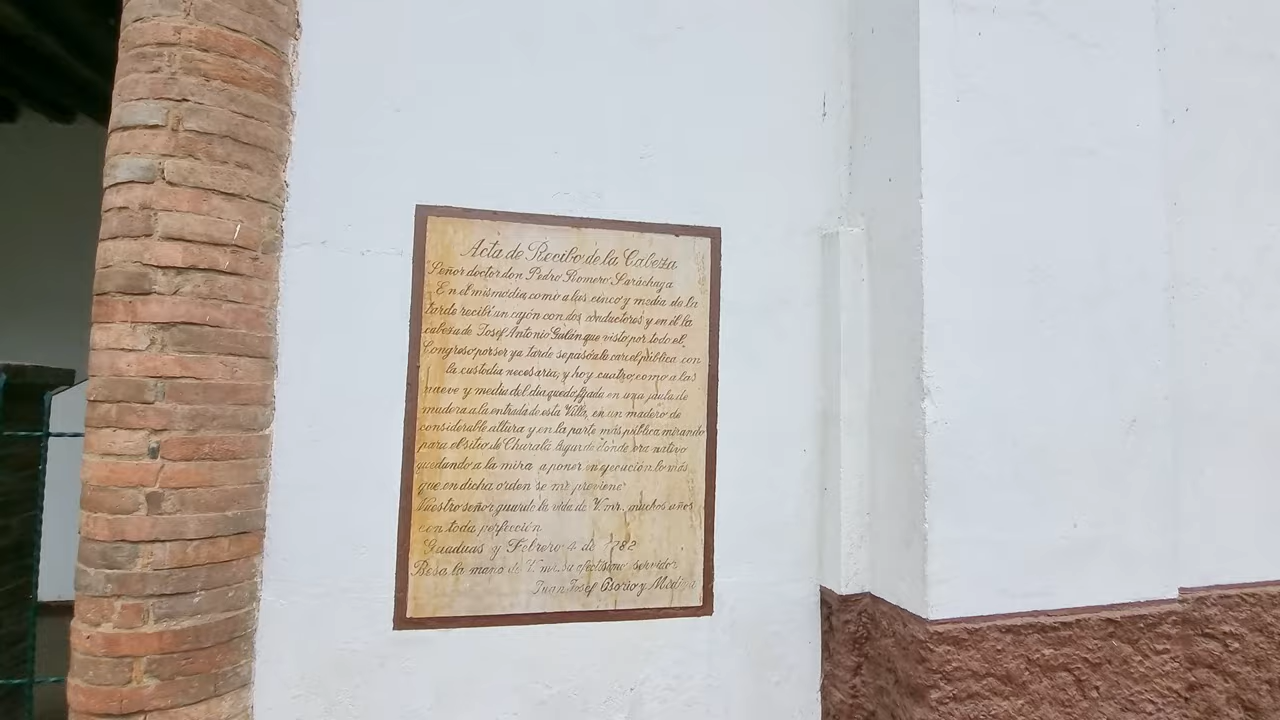 Acta de Recibo de la Cabeza
Señor doctor don Pedro Romero Saráchaga
En el mismo dia, como a las cinco y media de la
tarde recibí un cajón con dos conductores y en él la
cabeza de Josef Antonio Galán que visto por todo el
Congreso por ser ya tarde se pasó a la carcel pública con
la custodia necesaria, y hoy cuatro, como a las
nueve y media del dia quedo fijada en una jaula de
madera a la entrada de esta Villa, en un madero de
considerable altura y en la parte más pública mirando
para el sitio de Charalá lugar de donde era nativo
quedando a la mira a poner en ejecución lo más
que en dicha orden se me previene
Nuestro señor guarde la vida de V. mr. muchos años
con toda perfección
Guaduas y Febrero 4 de 1782
Besa la mano de V. mr. su afectísimo servidor
Juan Josef Osorio y Medina